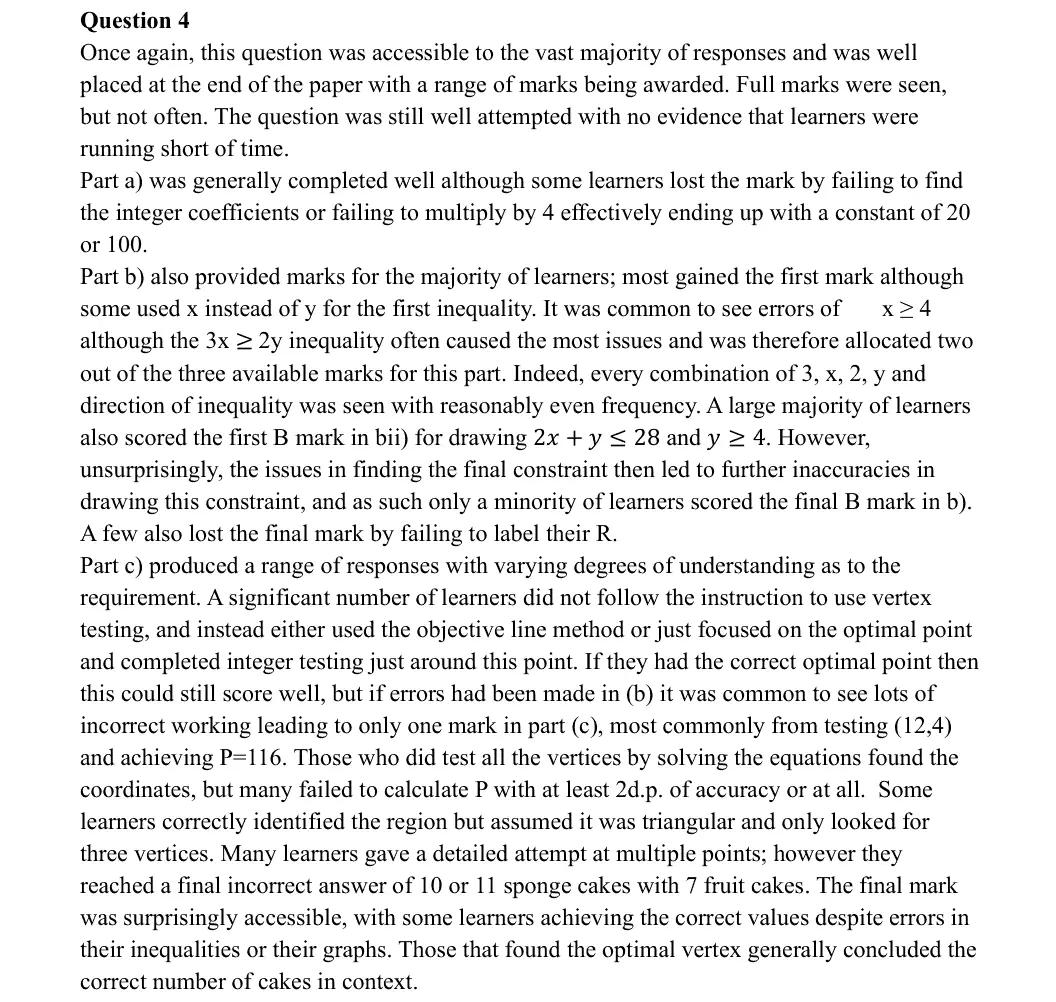 Question 4
Once again, this question was accessible to the vast majority of responses and was well
placed at the end of the paper with a range of marks being awarded. Full marks were seen,
but not often. The question was still well attempted with no evidence that learners were
running short of time.
Part a) was generally completed well although some learners lost the mark by failing to find
the integer coefficients or failing to multiply by 4 effectively ending up with a constant of 20
or 100.
Part b) also provided marks for the majority of learners; most gained the first mark although
some used x instead of y for the first inequality. It was common to see errors of x ≥ 4
although the 3x ≥ 2y inequality often caused the most issues and was therefore allocated two
out of the three available marks for this part. Indeed, every combination of 3, x, 2, y and
direction of inequality was seen with reasonably even frequency. A large majority of learners
also scored the first B mark in bii) for drawing 2x + y ≤ 28 and y ≥ 4. However,
unsurprisingly, the issues in finding the final constraint then led to further inaccuracies in
drawing this constraint, and as such only a minority of learners scored the final B mark in b).
A few also lost the final mark by failing to label their R.
Part c) produced a range of responses with varying degrees of understanding as to the
requirement. A significant number of learners did not follow the instruction to use vertex
testing, and instead either used the objective line method or just focused on the optimal point
and completed integer testing just around this point. If they had the correct optimal point then
this could still score well, but if errors had been made in (b) it was common to see lots of
incorrect working leading to only one mark in part (c), most commonly from testing (12,4)
and achieving P=116. Those who did test all the vertices by solving the equations found the
coordinates, but many failed to calculate P with at least 2d.p. of accuracy or at all. Some
learners correctly identified the region but assumed it was triangular and only looked for
three vertices. Many learners gave a detailed attempt at multiple points; however they
reached a final incorrect answer of 10 or 11 sponge cakes with 7 fruit cakes. The final mark
was surprisingly accessible, with some learners achieving the correct values despite errors in
their inequalities or their graphs. Those that found the optimal vertex generally concluded the
correct number of cakes in context.